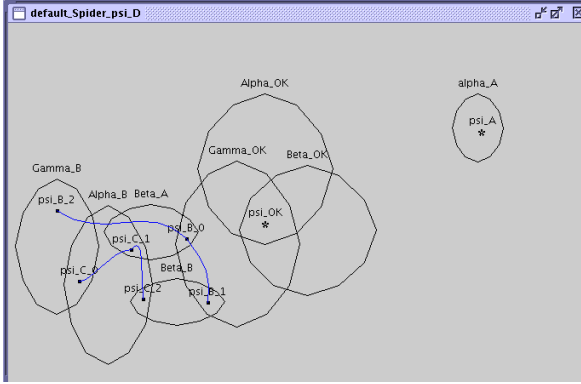 default_Spider_psi_D
Alpha_OK
alpha_A
psi_A
*
Gamma_OK
Beta_OK
Gamma_B
Alpha_B
Beta_A
psi_B_2
psi_OK
*
psi_B_0
psi_C_1
Beta_B
psi_C_0
psi_C_2
psi_B_1